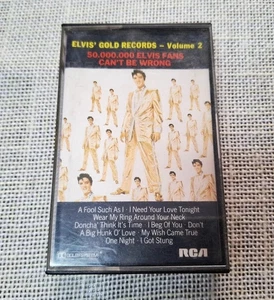 ELVIS' GOLD RECORDS – Volume 2
50,000,000 ELVIS FANS
CAN'T BE WRONG
A Fool Such As I · I Need Your Love Tonight
Wear My Ring Around Your Neck
Doncha' Think It's Time · I Beg Of You · Don't
A Big Hunk O' Love · My Wish Came True
One Night · I Got Stung
RCA